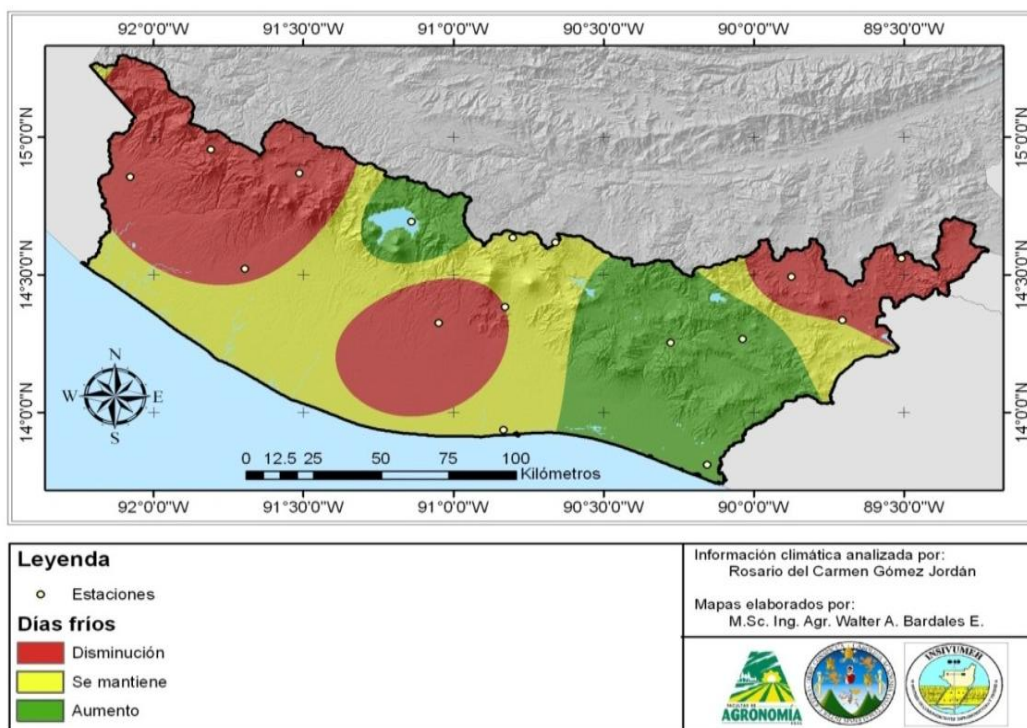 92°0'0"W 91°30'0"W 91°0'0"W 90°30'0"W 90°0'0"W 89°30'0"W
15°0'0"N 15°0'0"N
14°30'0"N 14°30'0"N
14°0'0"N 14°0'0"N
N
W E
S
0 12.5 25 50 75 100
Kilómetros
92°0'0"W 91°30'0"W 91°0'0"W 90°30'0"W 90°0'0"W 89°30'0"W
Leyenda
Estaciones
Días fríos
Disminución
Se mantiene
Aumento
Información climática analizada por:
Rosario del Carmen Gómez Jordán
Mapas elaborados por:
M.Sc. Ing. Agr. Walter A. Bardales E.
FACULTAD DE
AGRONOMÍA
INSIVUMEH